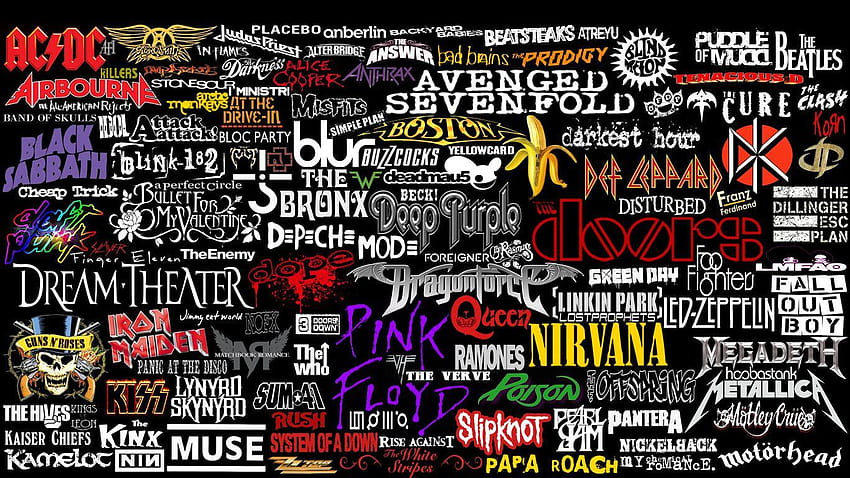 AC/DC
AEROSMITH
Judas Priest
PLACEBO
anberlin
BACKYARD BABIES
BEATSTEAKS
ATREYU
BLIND MELON
PUDDLE OF MUDD
THE BEATLES
IN FLAMES
ALTER BRIDGE
THE ANSWER
bad brains
THE PRODIGY
KILLERS
The Darkness
ALICE COOPER
ANTHRAX
TENACIOUS D
AIRBOURNE
STONESOUR
AVENGED SEVENFOLD
THE CURE
THE CLASH
THE ALL-AMERICAN REJECTS
arctic monkeys
MINISTRI
AT THE DRIVE-IN
MISFITS
KoRn
BAND OF SKULLS
Attack attack!
SIMPLE PLAN
BOSTON
darkest hour
BLACK SABBATH
BLOC PARTY
blink-182
blur
BUZZCOCKS
YELLOWCARD
deadmau5
DEF LEPPARD
Cheap Trick
a perfect circle
BULLET FOR MY VALENTINE
THE BRONX
BECK!
Deep Purple
DISTURBED
Franz Ferdinand
THE DILLINGER ESC PLAN
daft punk
SLAYER
DEPECHE MODE
THE doors
The Rasmus
Finger Eleven
TheEnemy
FOREIGNER
Foo Fighters
LMFAO
DREAM THEATER
dope
DRAGONFORCE
GREEN DAY
FALL OUT BOY
Jimmy eat world
NOFX
3 DOORS DOWN
PINK FLOYD
Queen
LINKIN PARK
LOSTPROPHETS
LED-ZEPPELIN
GUNS N' ROSES
IRON MAIDEN
MATCHBOOK ROMANCE
The Who
VH
RAMONES
NIRVANA
MEGADETH
PANIC AT THE DISCO
THE VERVE
hoobastank
KISS
LYNYRD SKYNYRD
SUM 41
POISON
THE OFFSPRING
METALLICA
THE HIVES
KINGS OF LEON
RUSH
Slipknot
PEARL JAM
PANTERA
Mötley Crüe
KAISER CHIEFS
The KINX
MUSE
SYSTEM OF A DOWN
RISE AGAINST
NICKELBACK
KAMELOT
NIN
ZZ TOP
The White Stripes
PAPA ROACH
my chemical romance.
motörhead